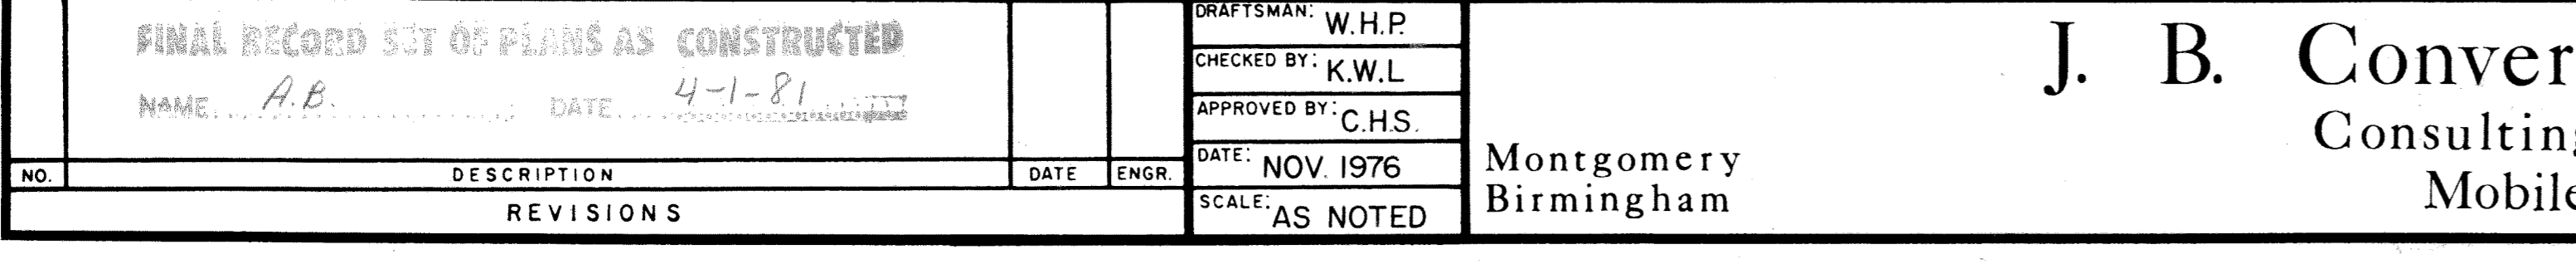 FINAL RECORD SET OF PLANS AS CONSTRUCTED
NAME A.B. DATE 4-1-81
NO. DESCRIPTION DATE ENGR.
REVISIONS
DRAFTSMAN: W.H.P.
CHECKED BY: K.W.L
APPROVED BY: C.H.S.
DATE: NOV. 1976
SCALE: AS NOTED
Montgomery
Birmingham
J. B. Conver
Consulting
Mobile